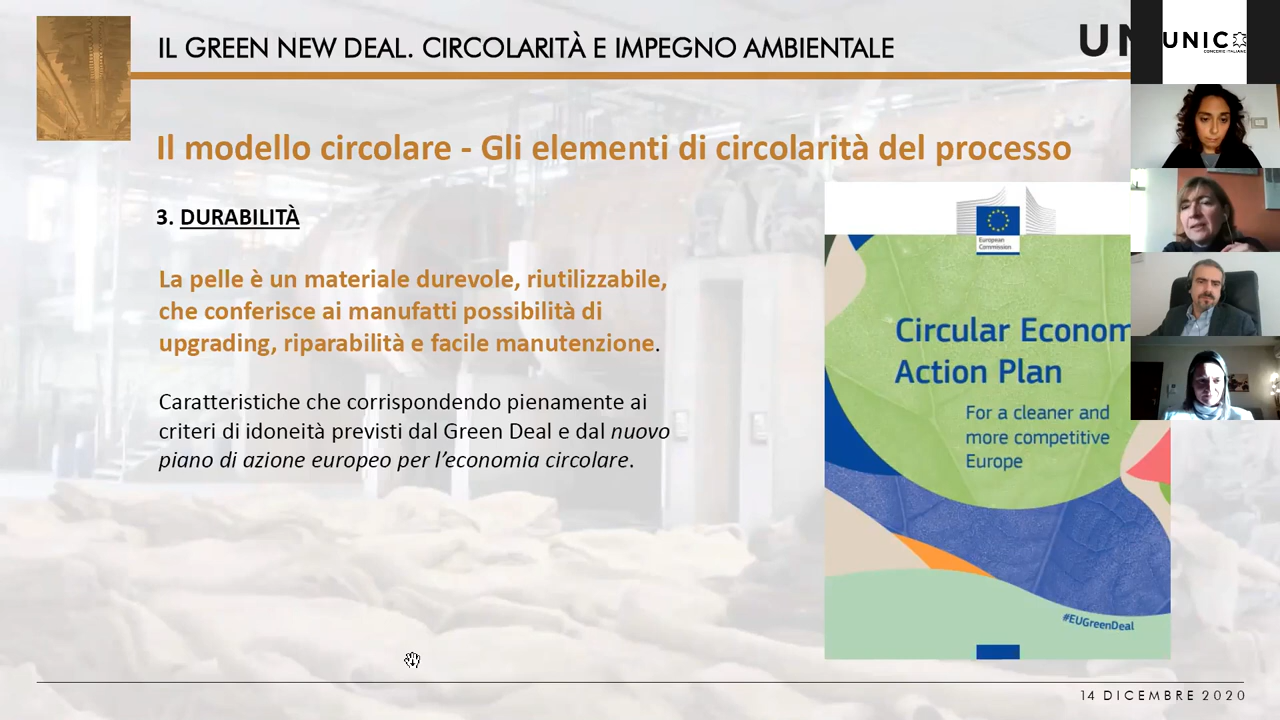 IL GREEN NEW DEAL. CIRCOLARITÀ E IMPEGNO AMBIENTALE
UN
UNIC
CONCERIE ITALIANE
Il modello circolare - Gli elementi di circolarità del processo
3. DURABILITÀ
La pelle è un materiale durevole, riutilizzabile,
che conferisce ai manufatti possibilità di
upgrading, riparabilità e facile manutenzione.
Caratteristiche che corrispondendo pienamente ai
criteri di idoneità previsti dal Green Deal e dal nuovo
piano di azione europeo per l’economia circolare.
European
Commission
Circular Econom
Action Plan
For a cleaner and
more competitive
Europe
#EUGreenDeal
14 DICEMBRE 2020